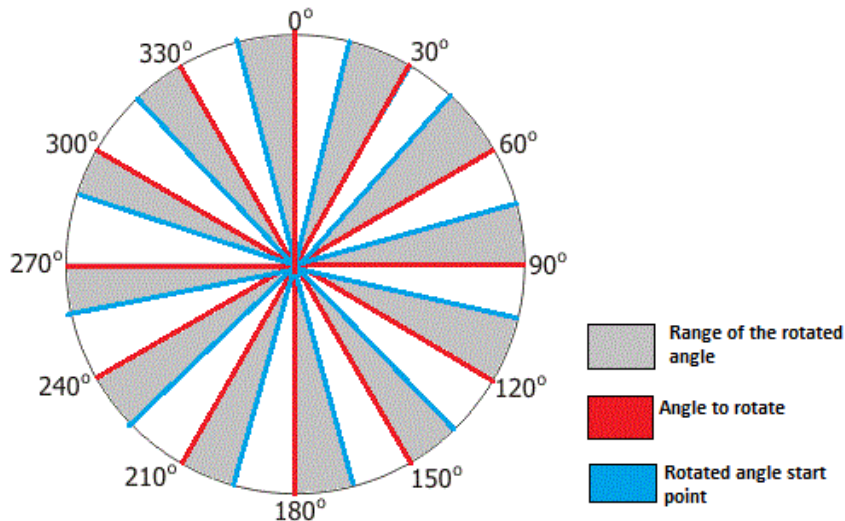 0°
30°
60°
90°
120°
150°
180°
210°
240°
270°
300°
330°
Range of the rotated
angle
Angle to rotate
Rotated angle start
point